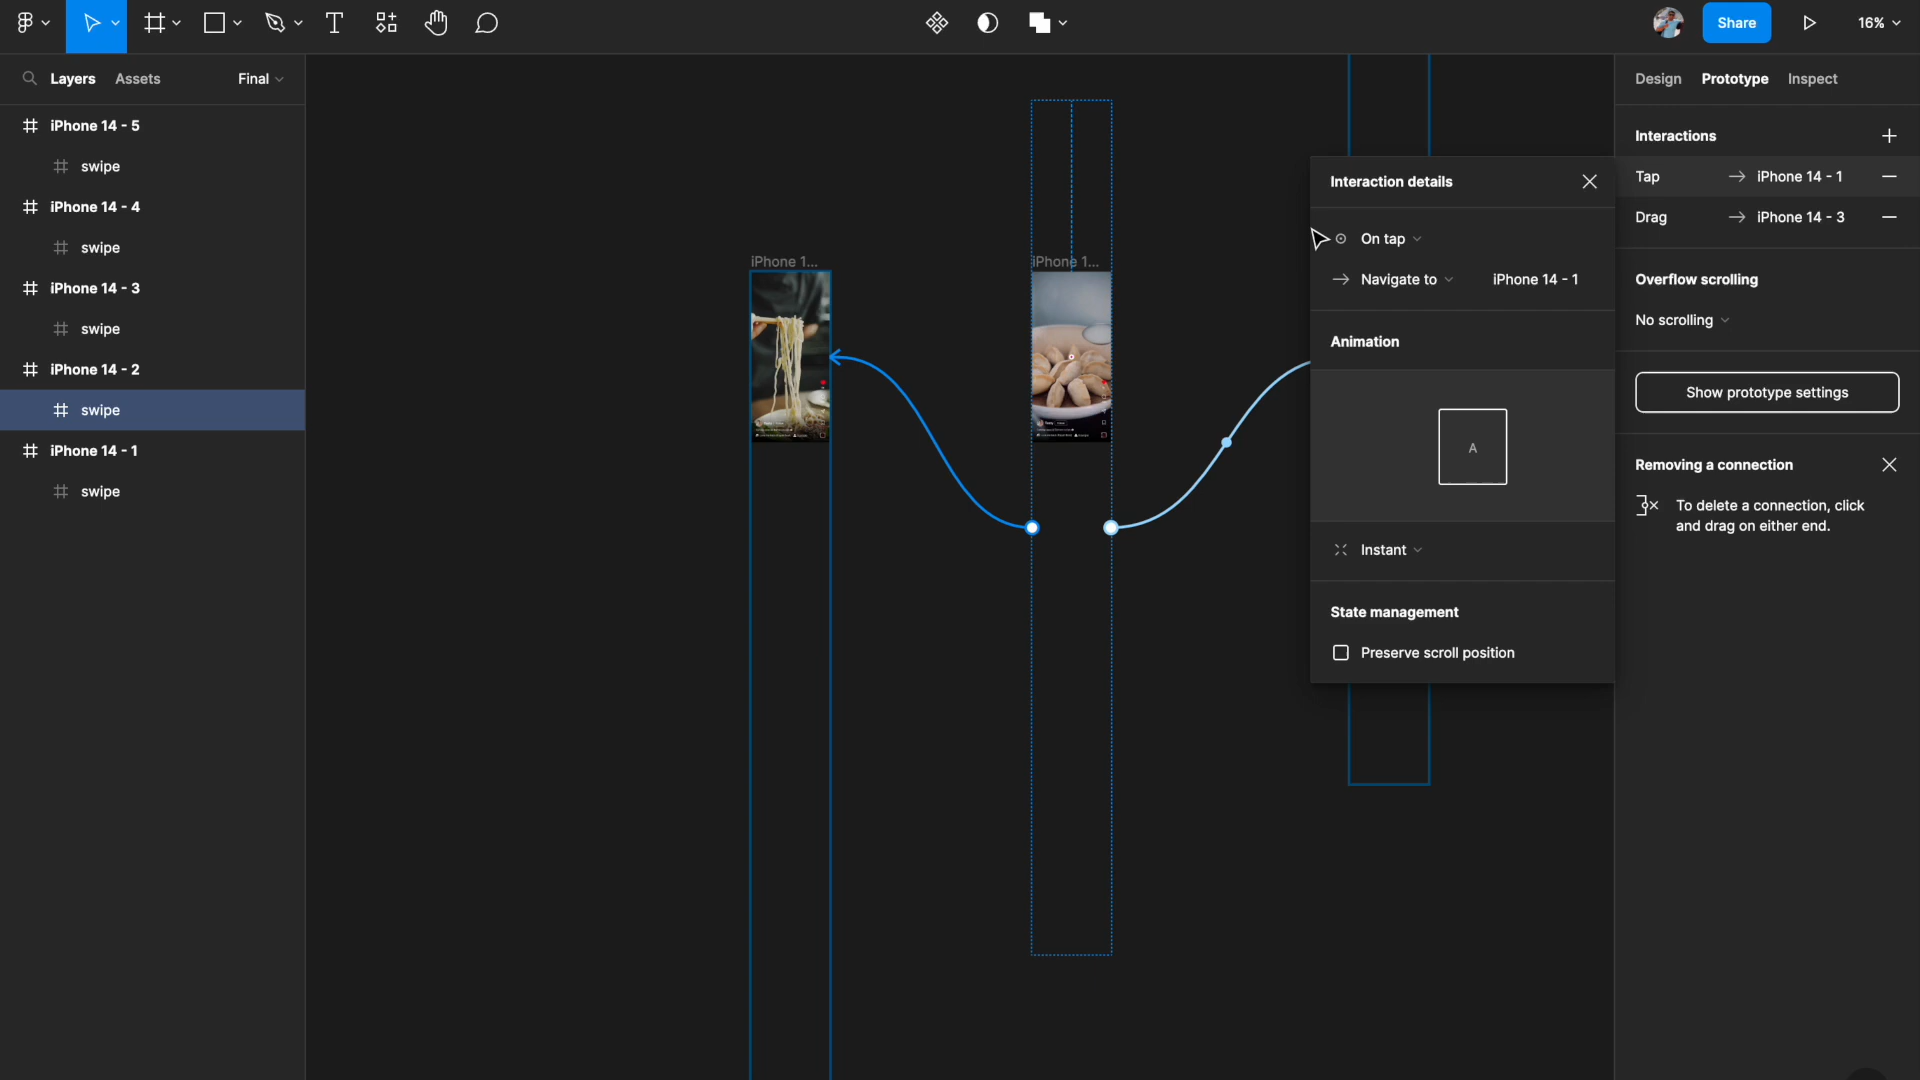 Share
16%
Layers
Assets
Final
Design
Prototype
Inspect
iPhone 14 - 5
swipe
iPhone 14 - 4
swipe
iPhone 14 - 3
swipe
iPhone 14 - 2
swipe
iPhone 14 - 1
swipe
iPhone 1...
iPhone 1...
Interaction details
On tap
Navigate to
iPhone 14 - 1
Animation
A
Instant
State management
Preserve scroll position
Interactions
Tap
iPhone 14 - 1
Drag
iPhone 14 - 3
Overflow scrolling
No scrolling
Show prototype settings
Removing a connection
To delete a connection, click
and drag on either end.